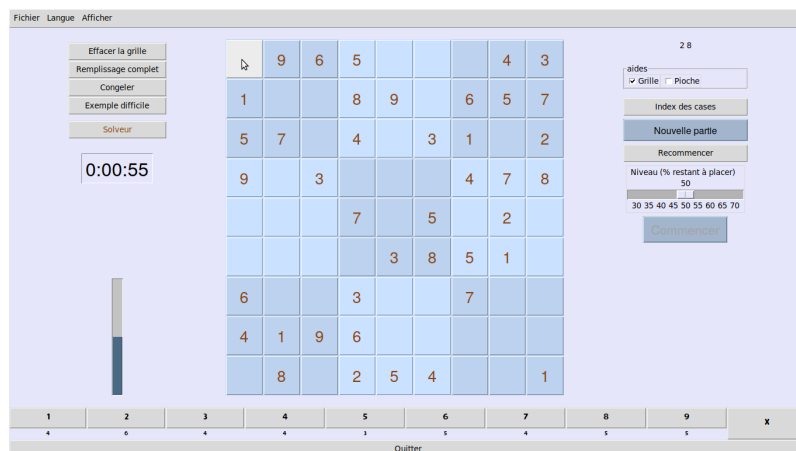 Fichier Langue Afficher
Effacer la grille
Remplissage complet
Congeler
Exemple difficile
Solveur
0:00:55
9 6 5 4 3
1 8 9 6 5 7
5 7 4 3 1 2
9 3 4 7 8
7 5 2
3 8 5 1
6 3 7
4 1 9 6
8 2 5 4 1
2 8
aides
Grille Pioche
Index des cases
Nouvelle partie
Recommencer
Niveau (% restant à placer)
50
30 35 40 45 50 55 60 65 70
Commencer
1 2 3 4 5 6 7 8 9 x
4 6 4 4 3 5 4 5 5
Quitter